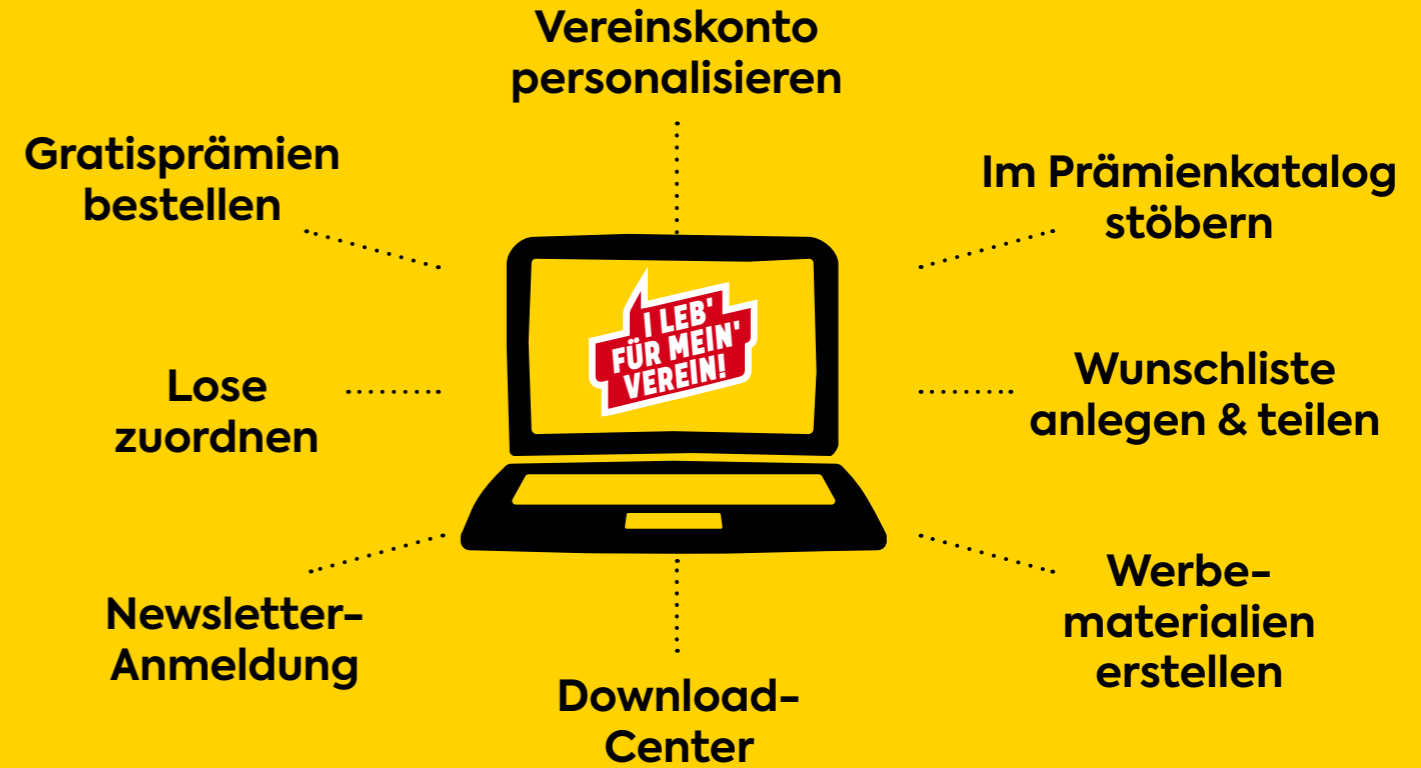 Vereinskonto
personalisieren
Gratisprämien
bestellen
Im Prämienkatalog
stöbern
I LEB'
FÜR MEIN'
VEREIN!
Lose
zuordnen
Wunschliste
anlegen & teilen
Newsletter-
Anmeldung
Werbe-
materialien
erstellen
Download-
Center